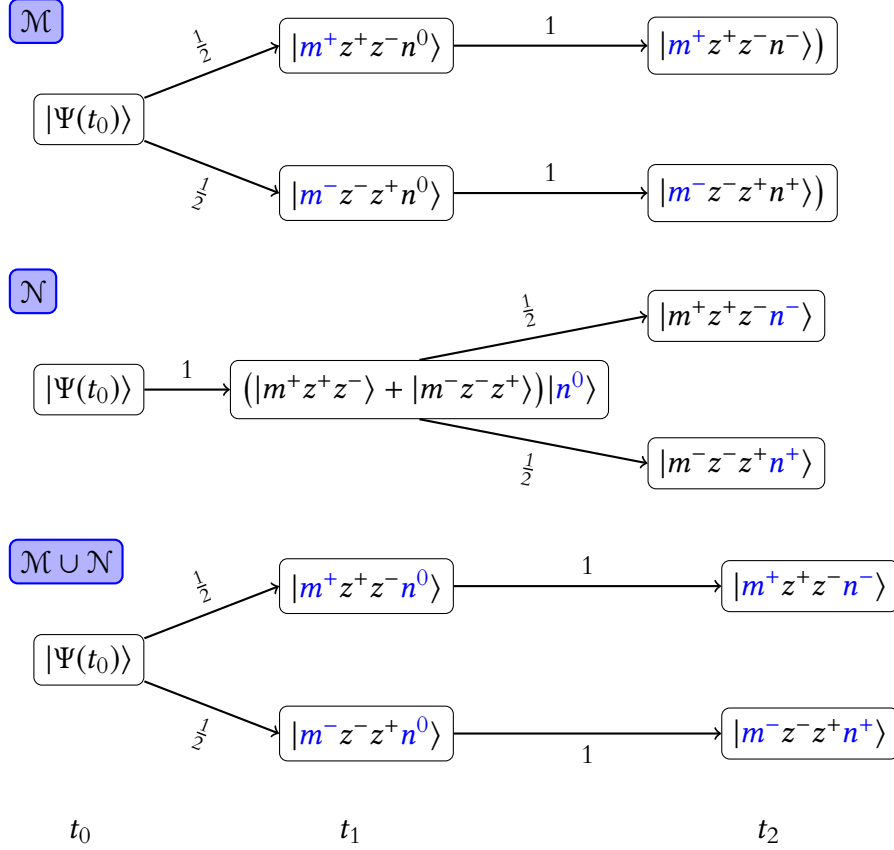 ℳ
½ 1
|m⁺z⁺z⁻n⁰⟩ |m⁺z⁺z⁻n⁻⟩)
|Ψ(t₀)⟩
½ 1
|m⁻z⁻z⁺n⁰⟩ |m⁻z⁻z⁺n⁺⟩)
𝒩
½
|m⁺z⁺z⁻n⁻⟩
1
|Ψ(t₀)⟩ (|m⁺z⁺z⁻⟩ + |m⁻z⁻z⁺⟩)|n⁰⟩
½
|m⁻z⁻z⁺n⁺⟩
ℳ ∪ 𝒩
½ 1
|m⁺z⁺z⁻n⁰⟩ |m⁺z⁺z⁻n⁻⟩
|Ψ(t₀)⟩
½
|m⁻z⁻z⁺n⁰⟩ |m⁻z⁻z⁺n⁺⟩
1
t₀ t₁ t₂